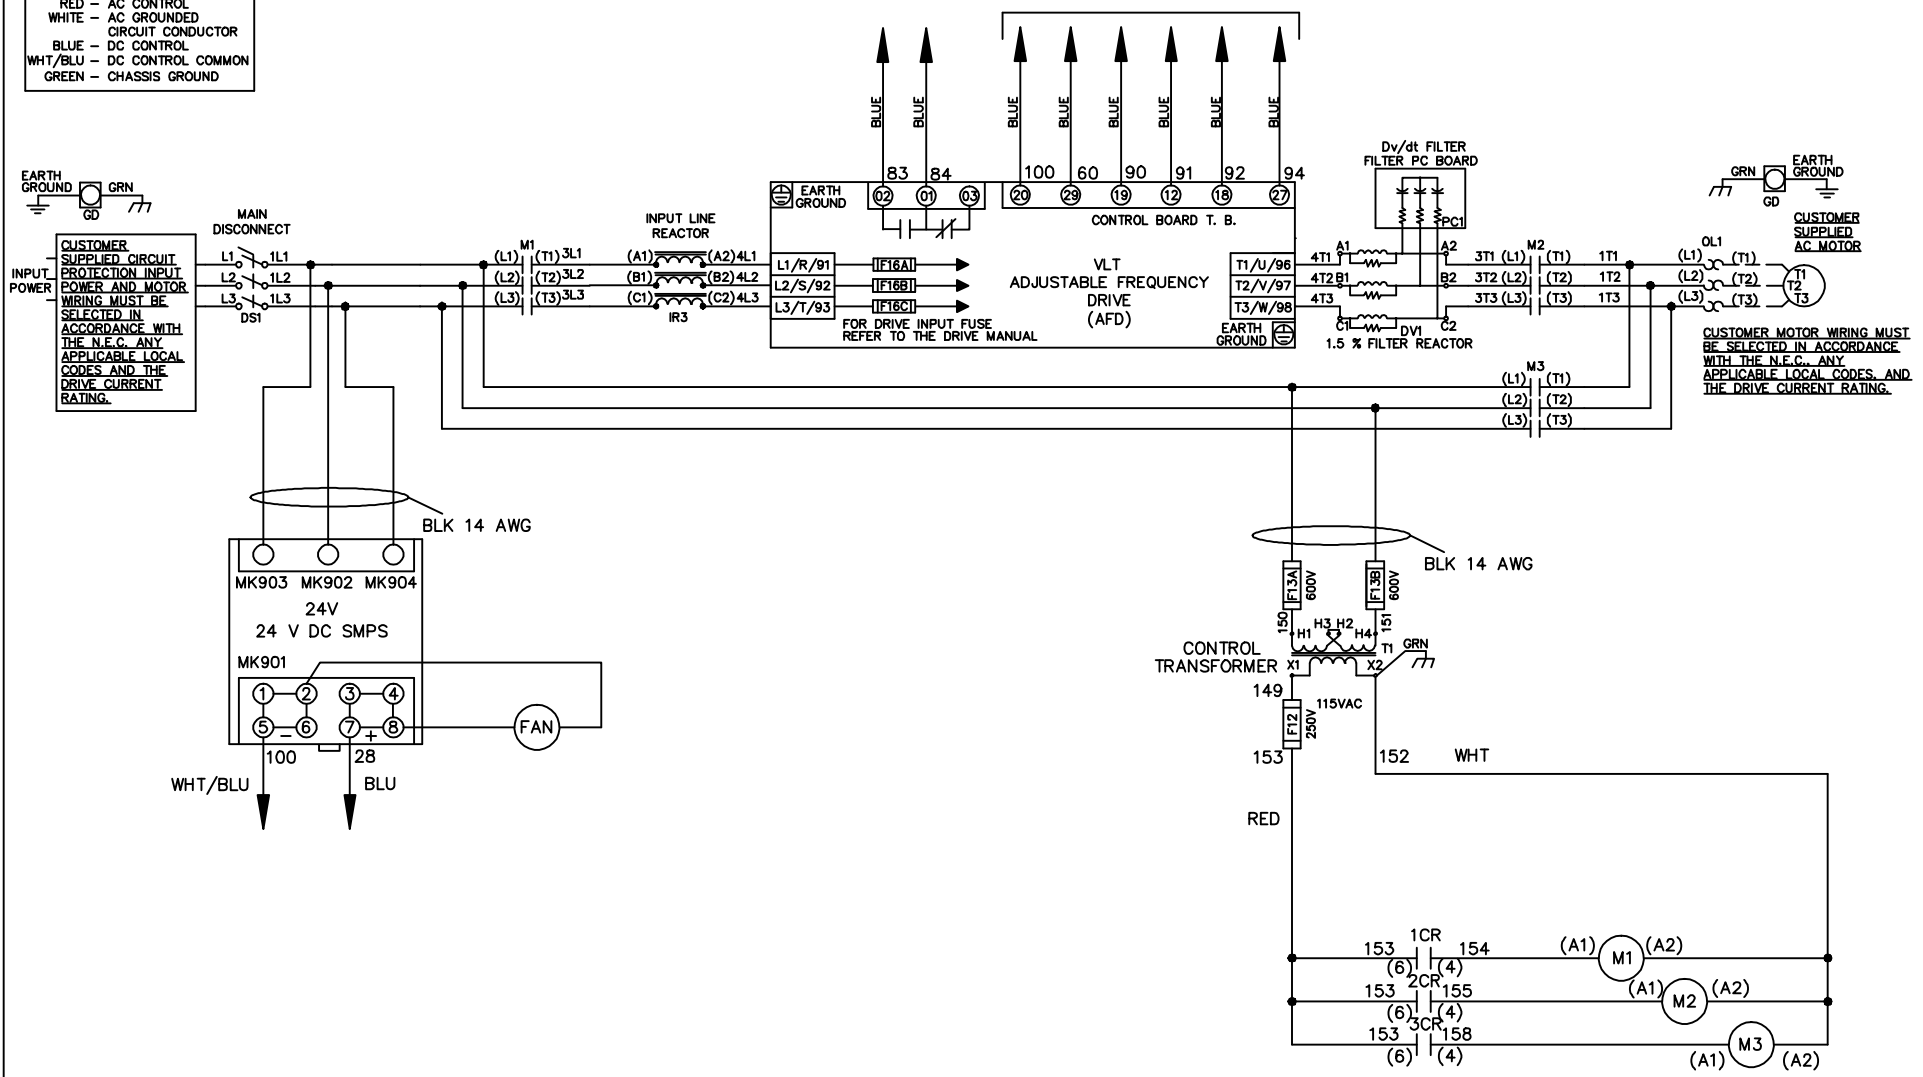 RED – AC CONTROL
WHITE – AC GROUNDED
CIRCUIT CONDUCTOR
BLUE – DC CONTROL
WHT/BLU – DC CONTROL COMMON
GREEN – CHASSIS GROUND
BLUE
BLUE
BLUE
BLUE
BLUE
BLUE
BLUE
BLUE
EARTH
GROUND
GRN
GD
INPUT
POWER
CUSTOMER
SUPPLIED CIRCUIT
PROTECTION INPUT
POWER AND MOTOR
WIRING MUST BE
SELECTED IN
ACCORDANCE WITH
THE N.E.C. ANY
APPLICABLE LOCAL
CODES AND THE
DRIVE CURRENT
RATING.
MAIN
DISCONNECT
L1 1L1
L2 1L2
L3 1L3
DS1
M1
(L1) (T1) 3L1
(L2) (T2) 3L2
(L3) (T3) 3L3
INPUT LINE
REACTOR
(A1) (A2) 4L1
(B1) (B2) 4L2
(C1) (C2) 4L3
IR3
EARTH
GROUND
83 84
02 01 03
100 60 90 91 92 94
20 29 19 12 18 27
CONTROL BOARD T. B.
L1/R/91 F16A
L2/S/92 F16B
L3/T/93 F16C
FOR DRIVE INPUT FUSE
REFER TO THE DRIVE MANUAL
VLT
ADJUSTABLE FREQUENCY
DRIVE
(AFD)
T1/U/96
T2/V/97
T3/W/98
EARTH
GROUND
Dv/dt FILTER
FILTER PC BOARD
PC1
4T1 A1 A2
4T2 B1 B2
4T3
C1 DV1 C2
1.5 % FILTER REACTOR
M2
3T1 (L1) (T1) 1T1
3T2 (L2) (T2) 1T2
3T3 (L3) (T3) 1T3
GRN
EARTH
GROUND
GD
CUSTOMER
SUPPLIED
AC MOTOR
OL1
(L1) (T1)
(L2) (T2)
(L3) (T3)
T1
T2
T3
CUSTOMER MOTOR WIRING MUST
BE SELECTED IN ACCORDANCE
WITH THE N.E.C., ANY
APPLICABLE LOCAL CODES, AND
THE DRIVE CURRENT RATING.
M3
(L1) (T1)
(L2) (T2)
(L3) (T3)
BLK 14 AWG
MK903 MK902 MK904
24V
24 V DC SMPS
MK901
1 2 3 4
5 – 6 7 + 8
FAN
100 28
WHT/BLU BLU
BLK 14 AWG
F13A
600V
F13B
600V
150
151
H1 H3 H2 H4
T1
GRN
CONTROL
TRANSFORMER
X1 X2
149
115VAC
F12
250V
153
152 WHT
RED
1CR
153 154 (A1) M1 (A2)
(6) (4)
2CR
153 155 (A1) M2 (A2)
(6) (4)
3CR
153 158 M3
(6) (4) (A1) (A2)